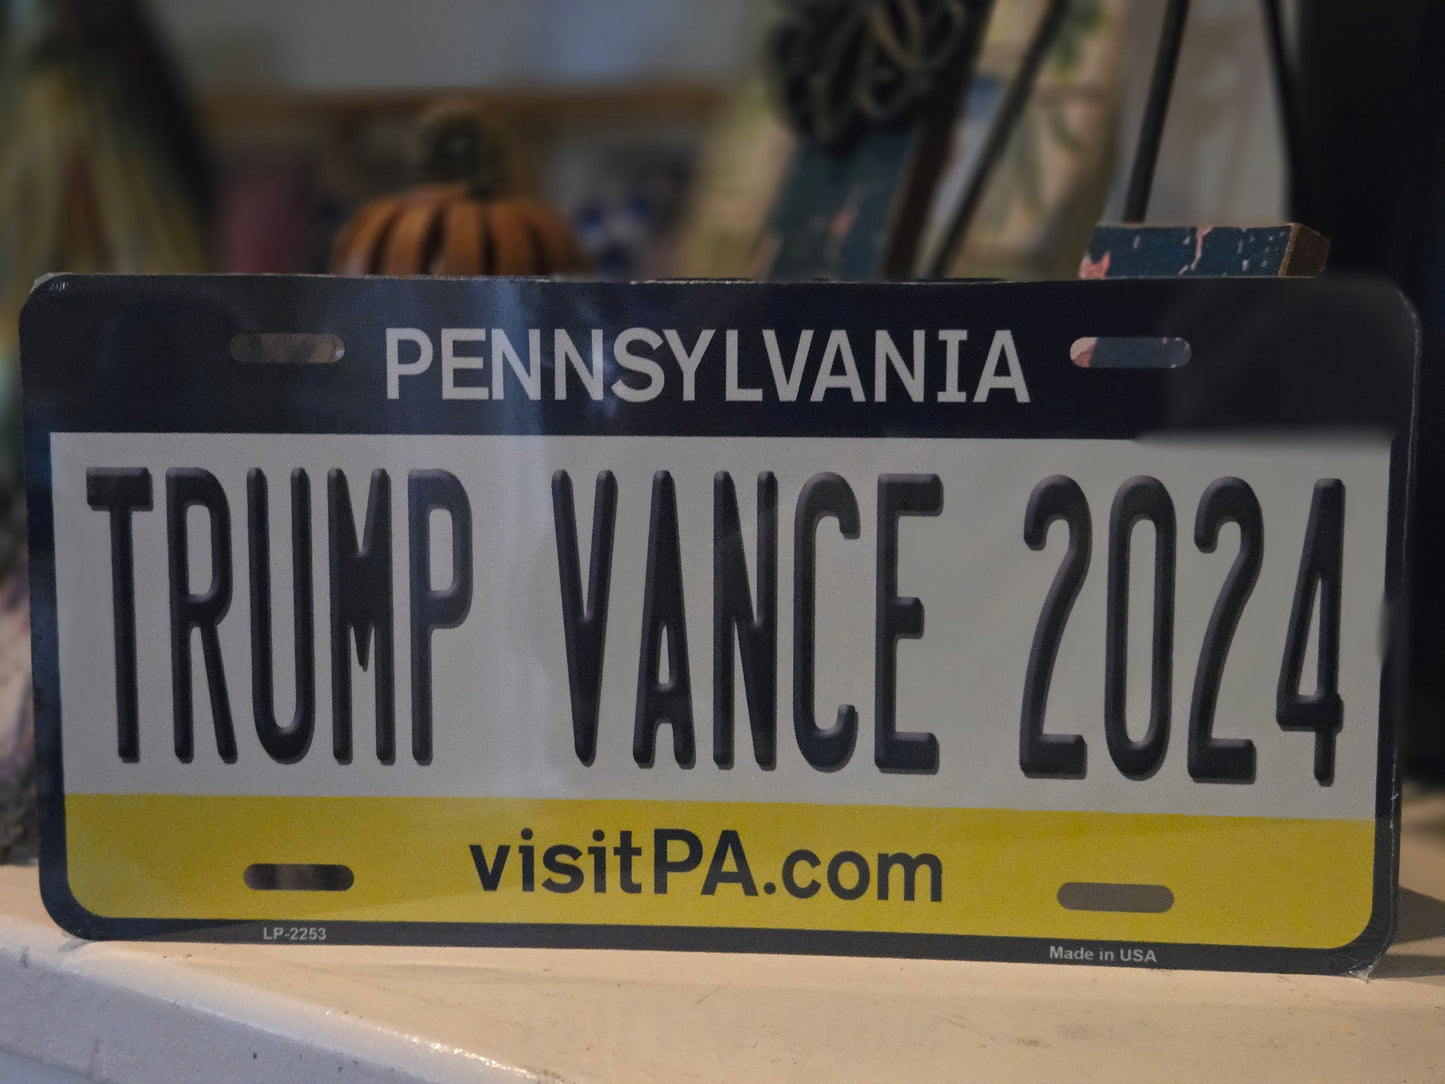 PENNSYLVANIA
TRUMP VANCE 2024
visitPA.com
LP-2253
Made in USA